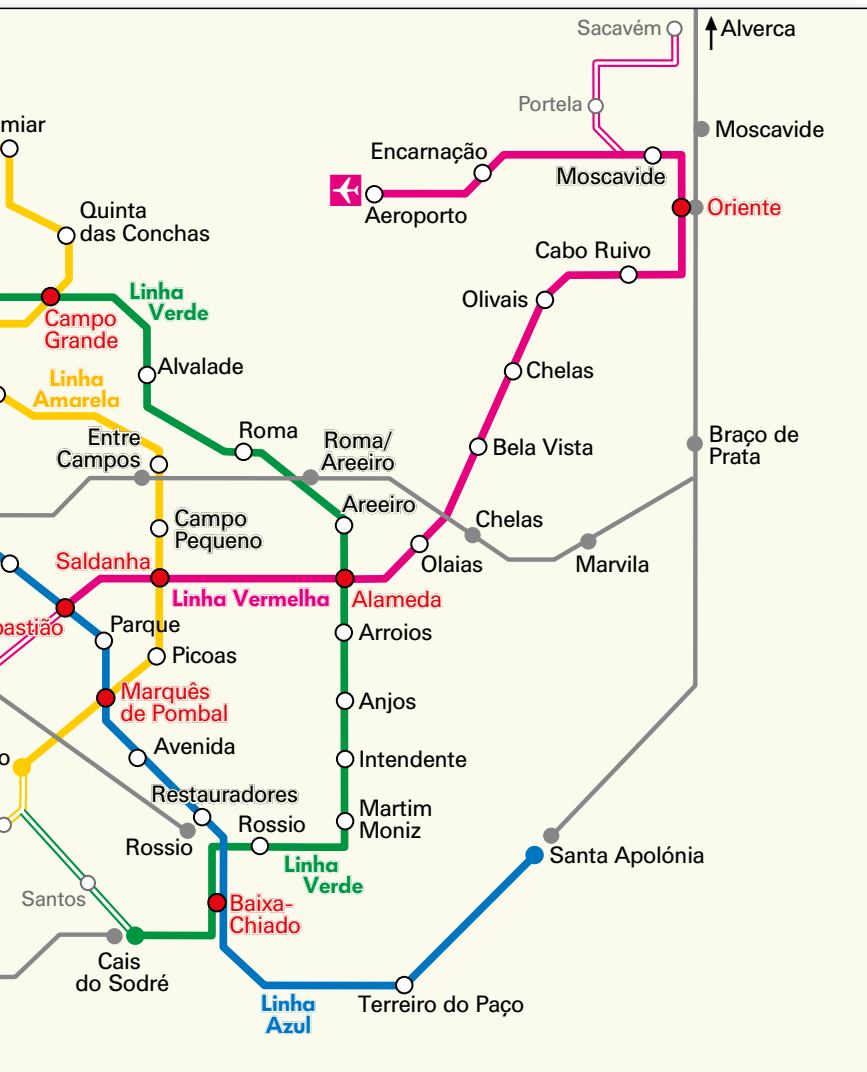 Sacavém
Alverca
Portela
miar
Moscavide
Encarnação
Moscavide
Aeroporto
Oriente
Quinta
das Conchas
Cabo Ruivo
Linha
Verde
Olivais
Campo
Grande
Alvalade
Chelas
Linha
Amarela
Roma
Entre
Campos
Roma/
Areeiro
Bela Vista
Braço de
Prata
Areeiro
Campo
Pequeno
Chelas
Olaias
Marvila
Saldanha
Linha Vermelha
Alameda
bastião
Parque
Arroios
Picoas
Marquês
de Pombal
Anjos
Avenida
o
Intendente
Restauradores
Martim
Moniz
Rossio
Rossio
Linha
Verde
Santa Apolónia
Santos
Baixa-
Chiado
Cais
do Sodré
Linha
Azul
Terreiro do Paço